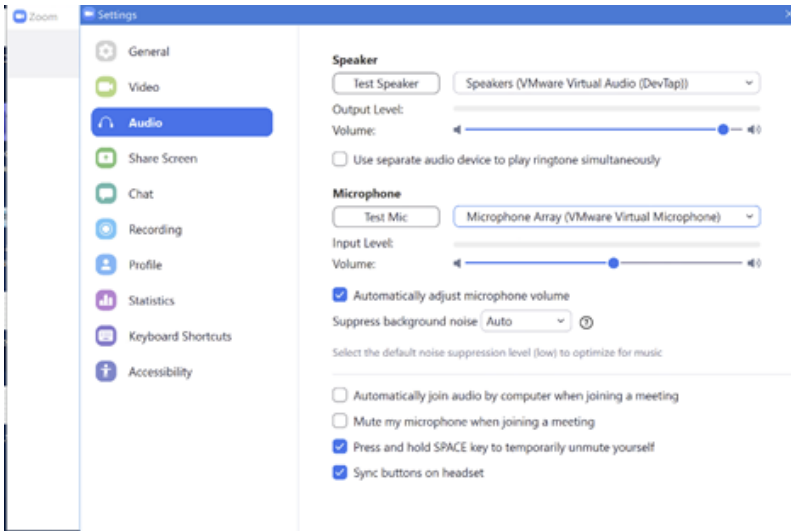 Zoom
Settings
General
Video
Audio
Share Screen
Chat
Recording
Profile
Statistics
Keyboard Shortcuts
Accessibility
Speaker
Test Speaker Speakers (VMware Virtual Audio (DevTap))
Output Level:
Volume:
Use separate audio device to play ringtone simultaneously
Microphone
Test Mic Microphone Array (VMware Virtual Microphone)
Input Level:
Volume:
Automatically adjust microphone volume
Suppress background noise Auto
Select the default noise suppression level (low) to optimize for music
Automatically join audio by computer when joining a meeting
Mute my microphone when joining a meeting
Press and hold SPACE key to temporarily unmute yourself
Sync buttons on headset